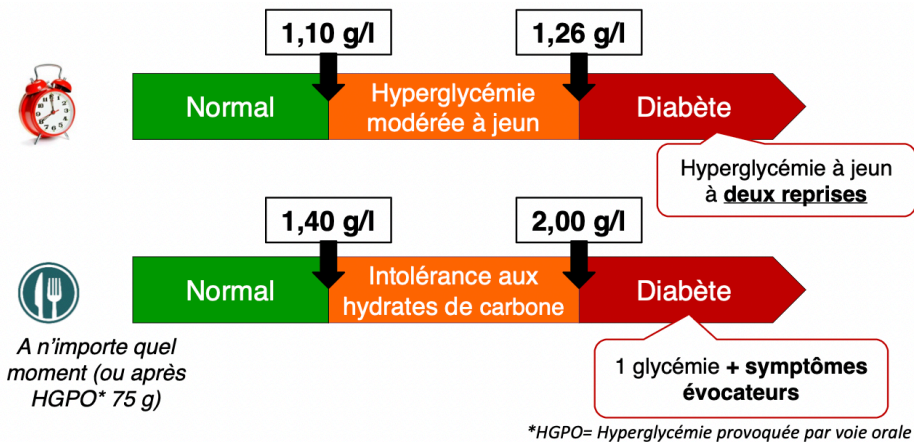 1,10 g/l
1,26 g/l
Normal
Hyperglycémie
modérée à jeun
Diabète
Hyperglycémie à jeun
à deux reprises
1,40 g/l
2,00 g/l
Normal
Intolérance aux
hydrates de carbone
Diabète
A n’importe quel
moment (ou après
HGPO* 75 g)
1 glycémie + symptômes
évocateurs
*HGPO= Hyperglycémie provoquée par voie orale